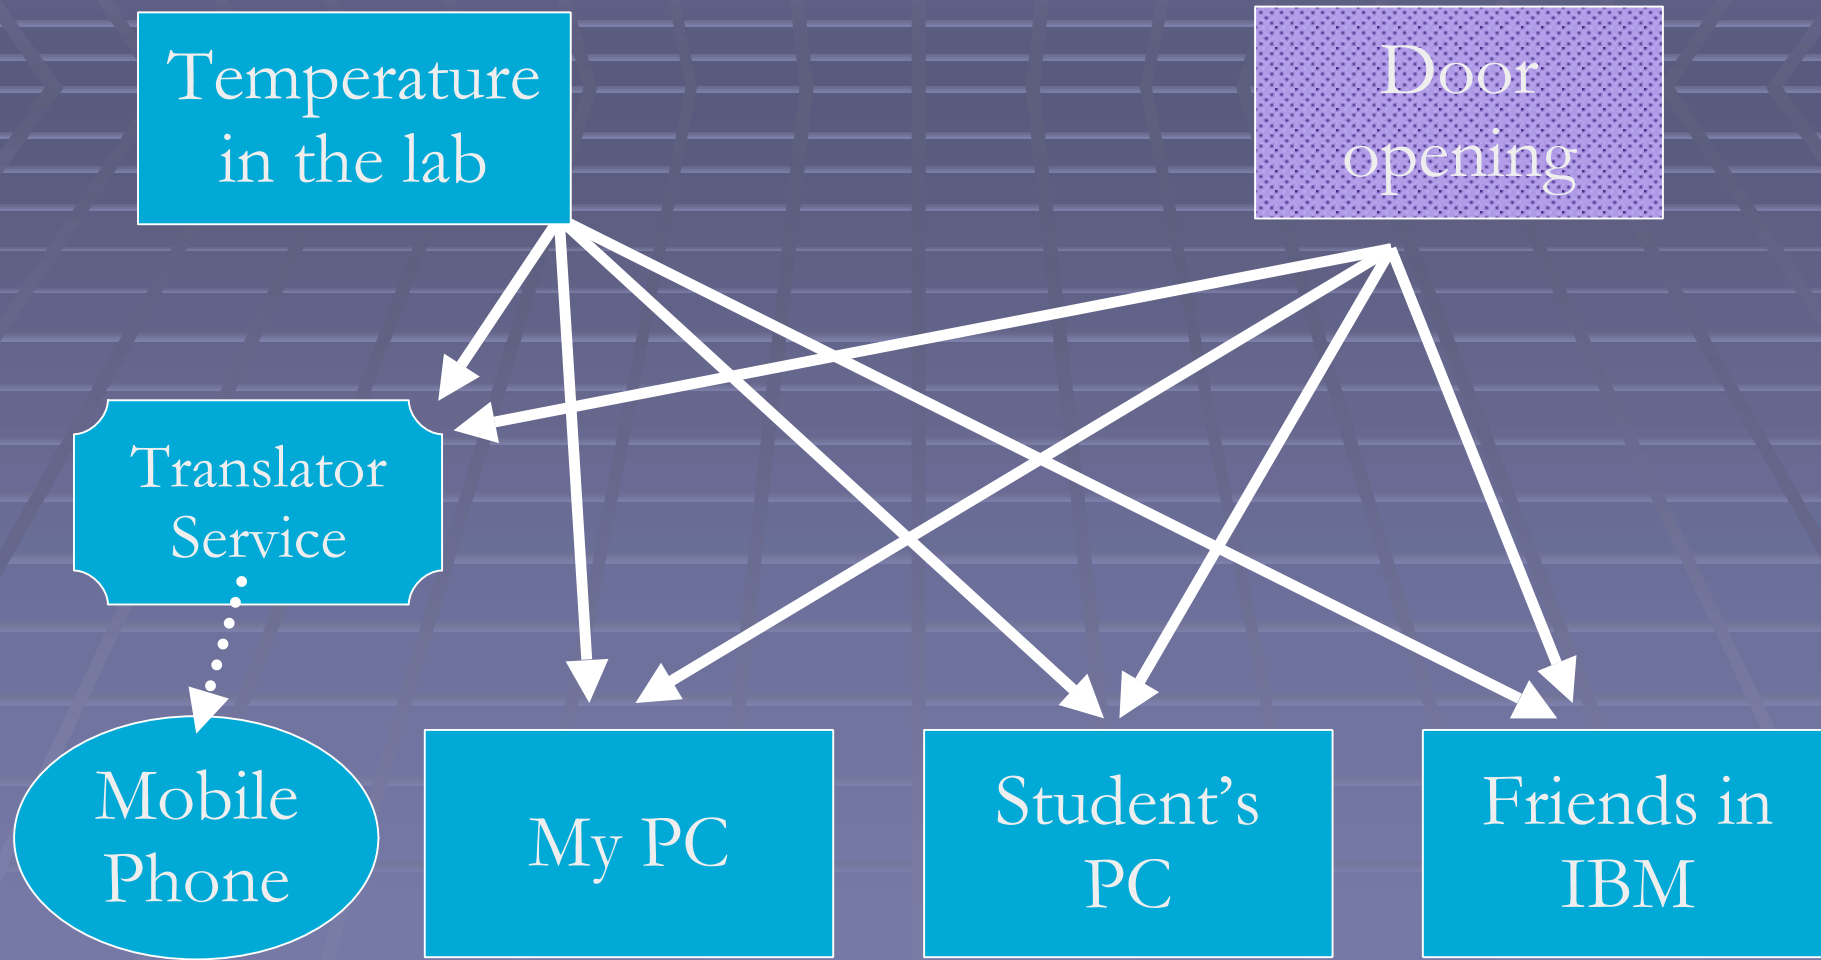 Temperature
in the lab
Door
opening
Translator
Service
Mobile
Phone
My PC
Student’s
PC
Friends in
IBM